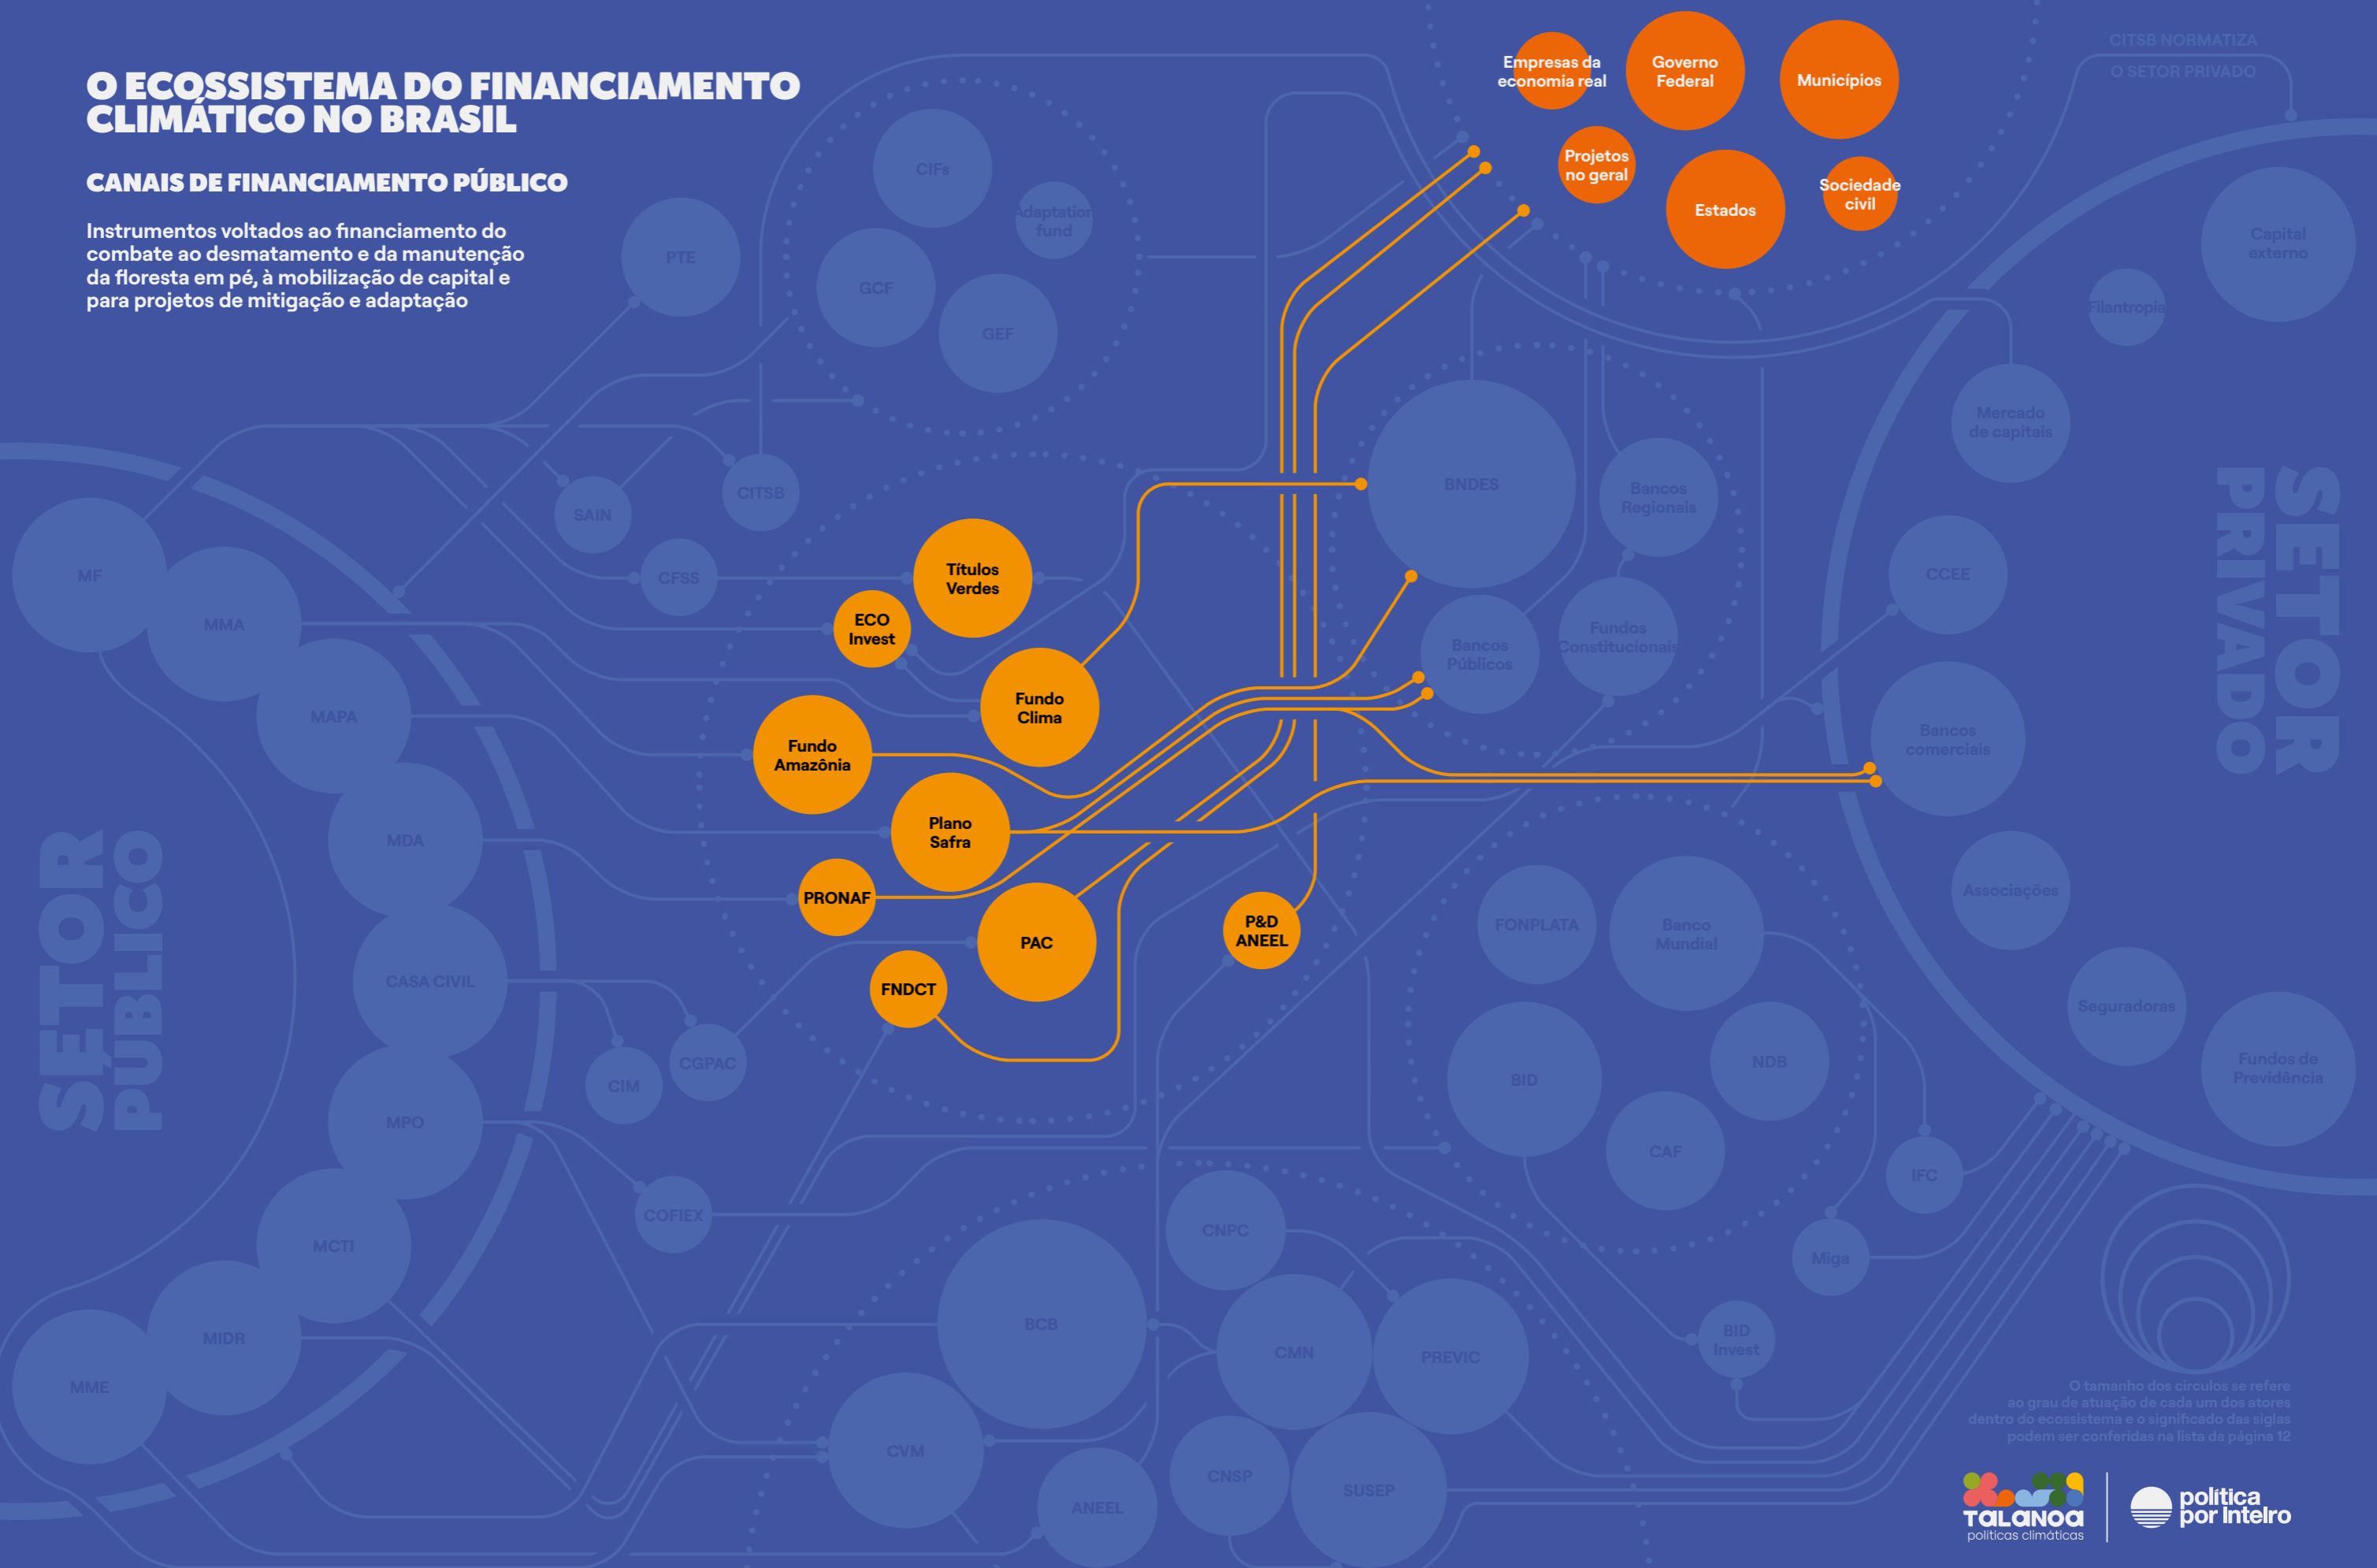 O ECOSSISTEMA DO FINANCIAMENTO
CLIMÁTICO NO BRASIL
CANAIS DE FINANCIAMENTO PÚBLICO
Instrumentos voltados ao financiamento do
combate ao desmatamento e da manutenção
da floresta em pé, à mobilização de capital e
para projetos de mitigação e adaptação
Empresas da
economia real
Governo
Federal
Municípios
Projetos
no geral
Estados
Sociedade
civil
CITSB NORMATIZA
O SETOR PRIVADO
CIFs
Adaptation
fund
GCF
GEF
PTE
Capital
externo
Filantropia
Mercado
de capitais
SETOR
PRIVADO
SAIN
CITSB
CFSS
BNDES
Bancos
Regionais
Bancos
Públicos
Fundos
Constitucionais
CCEE
Bancos
comerciais
Associações
Seguradoras
Fundos de
Previdência
MF
MMA
MAPA
MDA
CASA CIVIL
MPO
MCTI
MIDR
MME
SETOR
PÚBLICO
Títulos
Verdes
ECO
Invest
Fundo
Clima
Fundo
Amazônia
Plano
Safra
PRONAF
PAC
FNDCT
P&D
ANEEL
CIM
CGPAC
COFIEX
FONPLATA
Banco
Mundial
BID
NDB
CAF
IFC
Miga
BID
Invest
CNPC
BCB
CMN
PREVIC
CVM
ANEEL
CNSP
SUSEP
O tamanho dos circulos se refere
ao grau de atuação de cada um dos atores
dentro do ecossistema e o significado das siglas
podem ser conferidas na lista da página 12
TALANOA
políticas climáticas
política
por inteiro